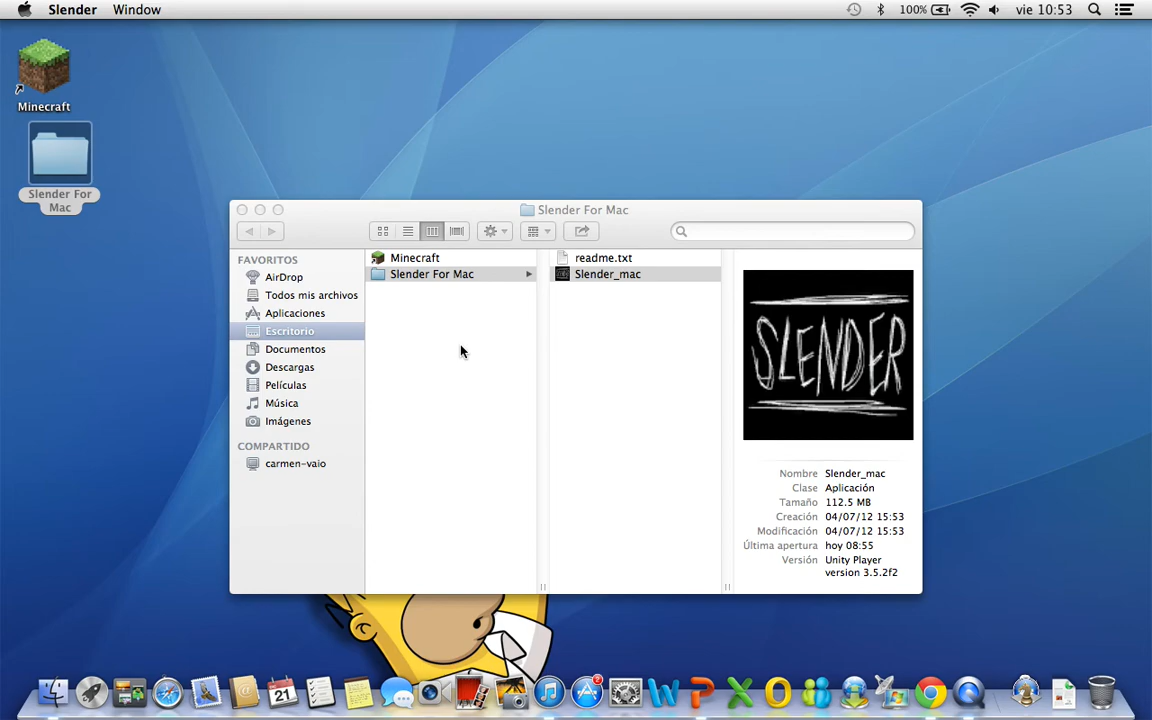 Slender Window 100% vie 10:53
Minecraft
Slender For
Mac
Slender For Mac
FAVORITOS
AirDrop
Todos mis archivos
Aplicaciones
Escritorio
Documentos
Descargas
Películas
Música
Imágenes
COMPARTIDO
carmen-vaio
Minecraft
Slender For Mac
readme.txt
Slender_mac
SLENDER
Nombre Slender_mac
Clase Aplicación
Tamaño 112.5 MB
Creación 04/07/12 15:53
Modificación 04/07/12 15:53
Última apertura hoy 08:55
Versión Unity Player
version 3.5.2f2
21